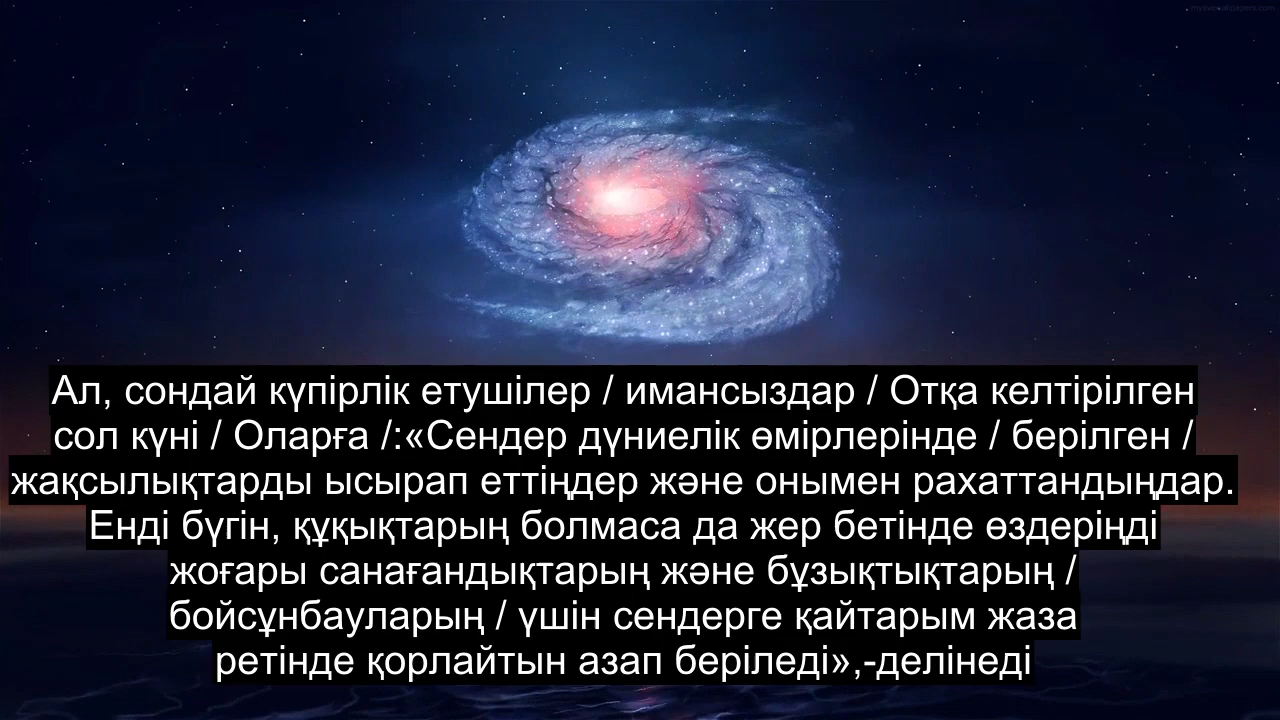 Ал, сондай күпірлік етушілер / имансыздар / Отқа келтірілген
сол күні / Оларға /:«Сендер дүниелік өмірлерінде / берілген /
жақсылықтарды ысырап еттіңдер және онымен рахаттандыңдар.
Енді бүгін, құқықтарың болмаса да жер бетінде өздеріңді
жоғары санағандықтарың және бұзықтықтарың /
бойсұнбауларың / үшін сендерге қайтарым жаза
ретінде қорлайтын азап беріледі»,-делінеді